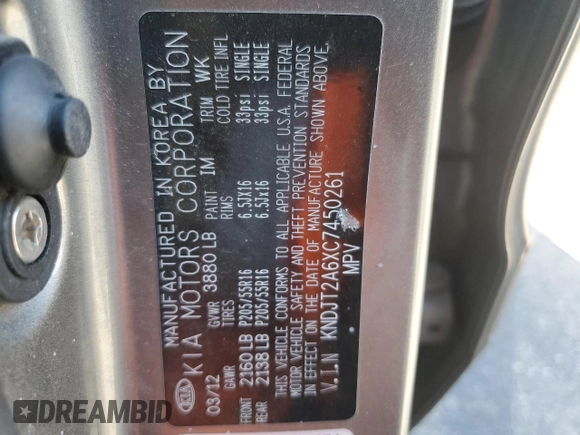 MANUFACTURED IN KOREA BY
KIA KIA MOTORS CORPORATION
03/12 GVWR 3880 LB PAINT IM TRIM WK
GAWR TIRES RIMS COLD TIRE INFL
FRONT 2160 LB P205/55R16 6.5JX16 33psi SINGLE
REAR 2138 LB P205/55R16 6.5JX16 33psi SINGLE
THIS VEHICLE CONFORMS TO ALL APPLICABLE U.S.A. FEDERAL
MOTOR VEHICLE SAFETY AND THEFT PREVENTION STANDARDS
IN EFFECT ON THE DATE OF MANUFACTURE SHOWN ABOVE.
V.I.N KNDJT2A6XC7450261
MPV
DREAMBID